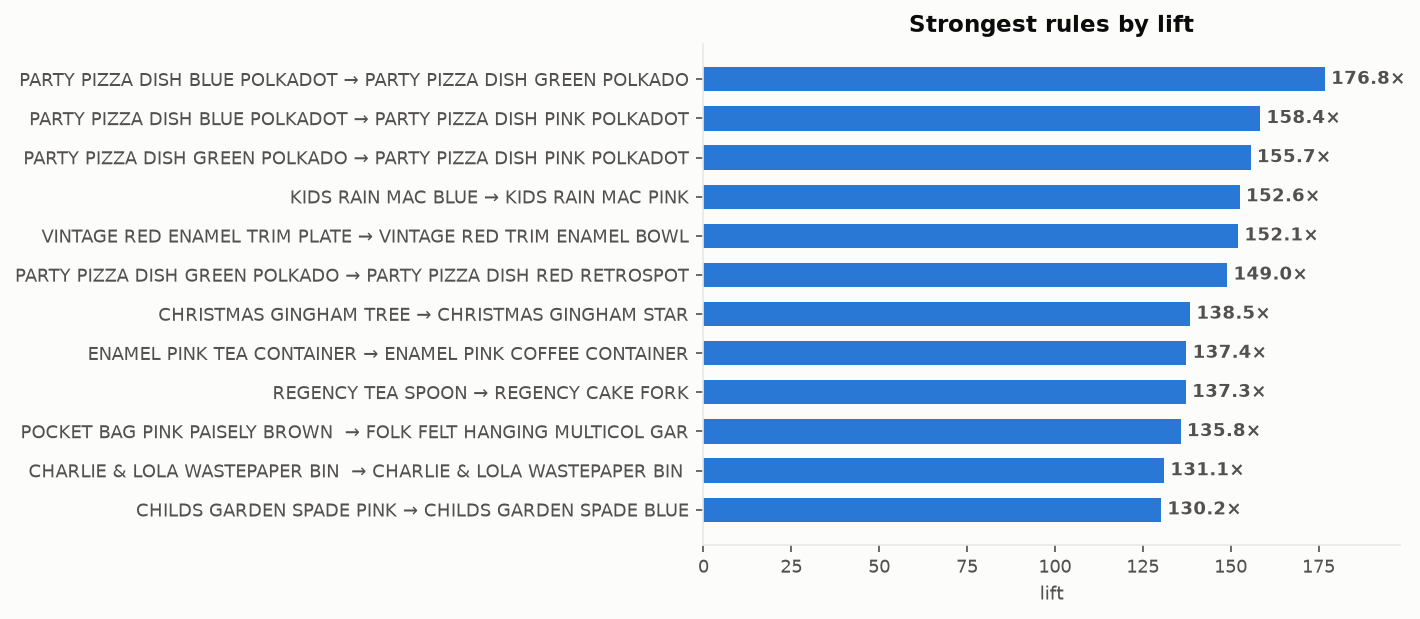 Strongest rules by lift
PARTY PIZZA DISH BLUE POLKADOT → PARTY PIZZA DISH GREEN POLKADO 176.8×
PARTY PIZZA DISH BLUE POLKADOT → PARTY PIZZA DISH PINK POLKADOT 158.4×
PARTY PIZZA DISH GREEN POLKADO → PARTY PIZZA DISH PINK POLKADOT 155.7×
KIDS RAIN MAC BLUE → KIDS RAIN MAC PINK 152.6×
VINTAGE RED ENAMEL TRIM PLATE → VINTAGE RED TRIM ENAMEL BOWL 152.1×
PARTY PIZZA DISH GREEN POLKADO → PARTY PIZZA DISH RED RETROSPOT 149.0×
CHRISTMAS GINGHAM TREE → CHRISTMAS GINGHAM STAR 138.5×
ENAMEL PINK TEA CONTAINER → ENAMEL PINK COFFEE CONTAINER 137.4×
REGENCY TEA SPOON → REGENCY CAKE FORK 137.3×
POCKET BAG PINK PAISELY BROWN → FOLK FELT HANGING MULTICOL GAR 135.8×
CHARLIE & LOLA WASTEPAPER BIN → CHARLIE & LOLA WASTEPAPER BIN 131.1×
CHILDS GARDEN SPADE PINK → CHILDS GARDEN SPADE BLUE 130.2×
0 25 50 75 100 125 150 175
lift